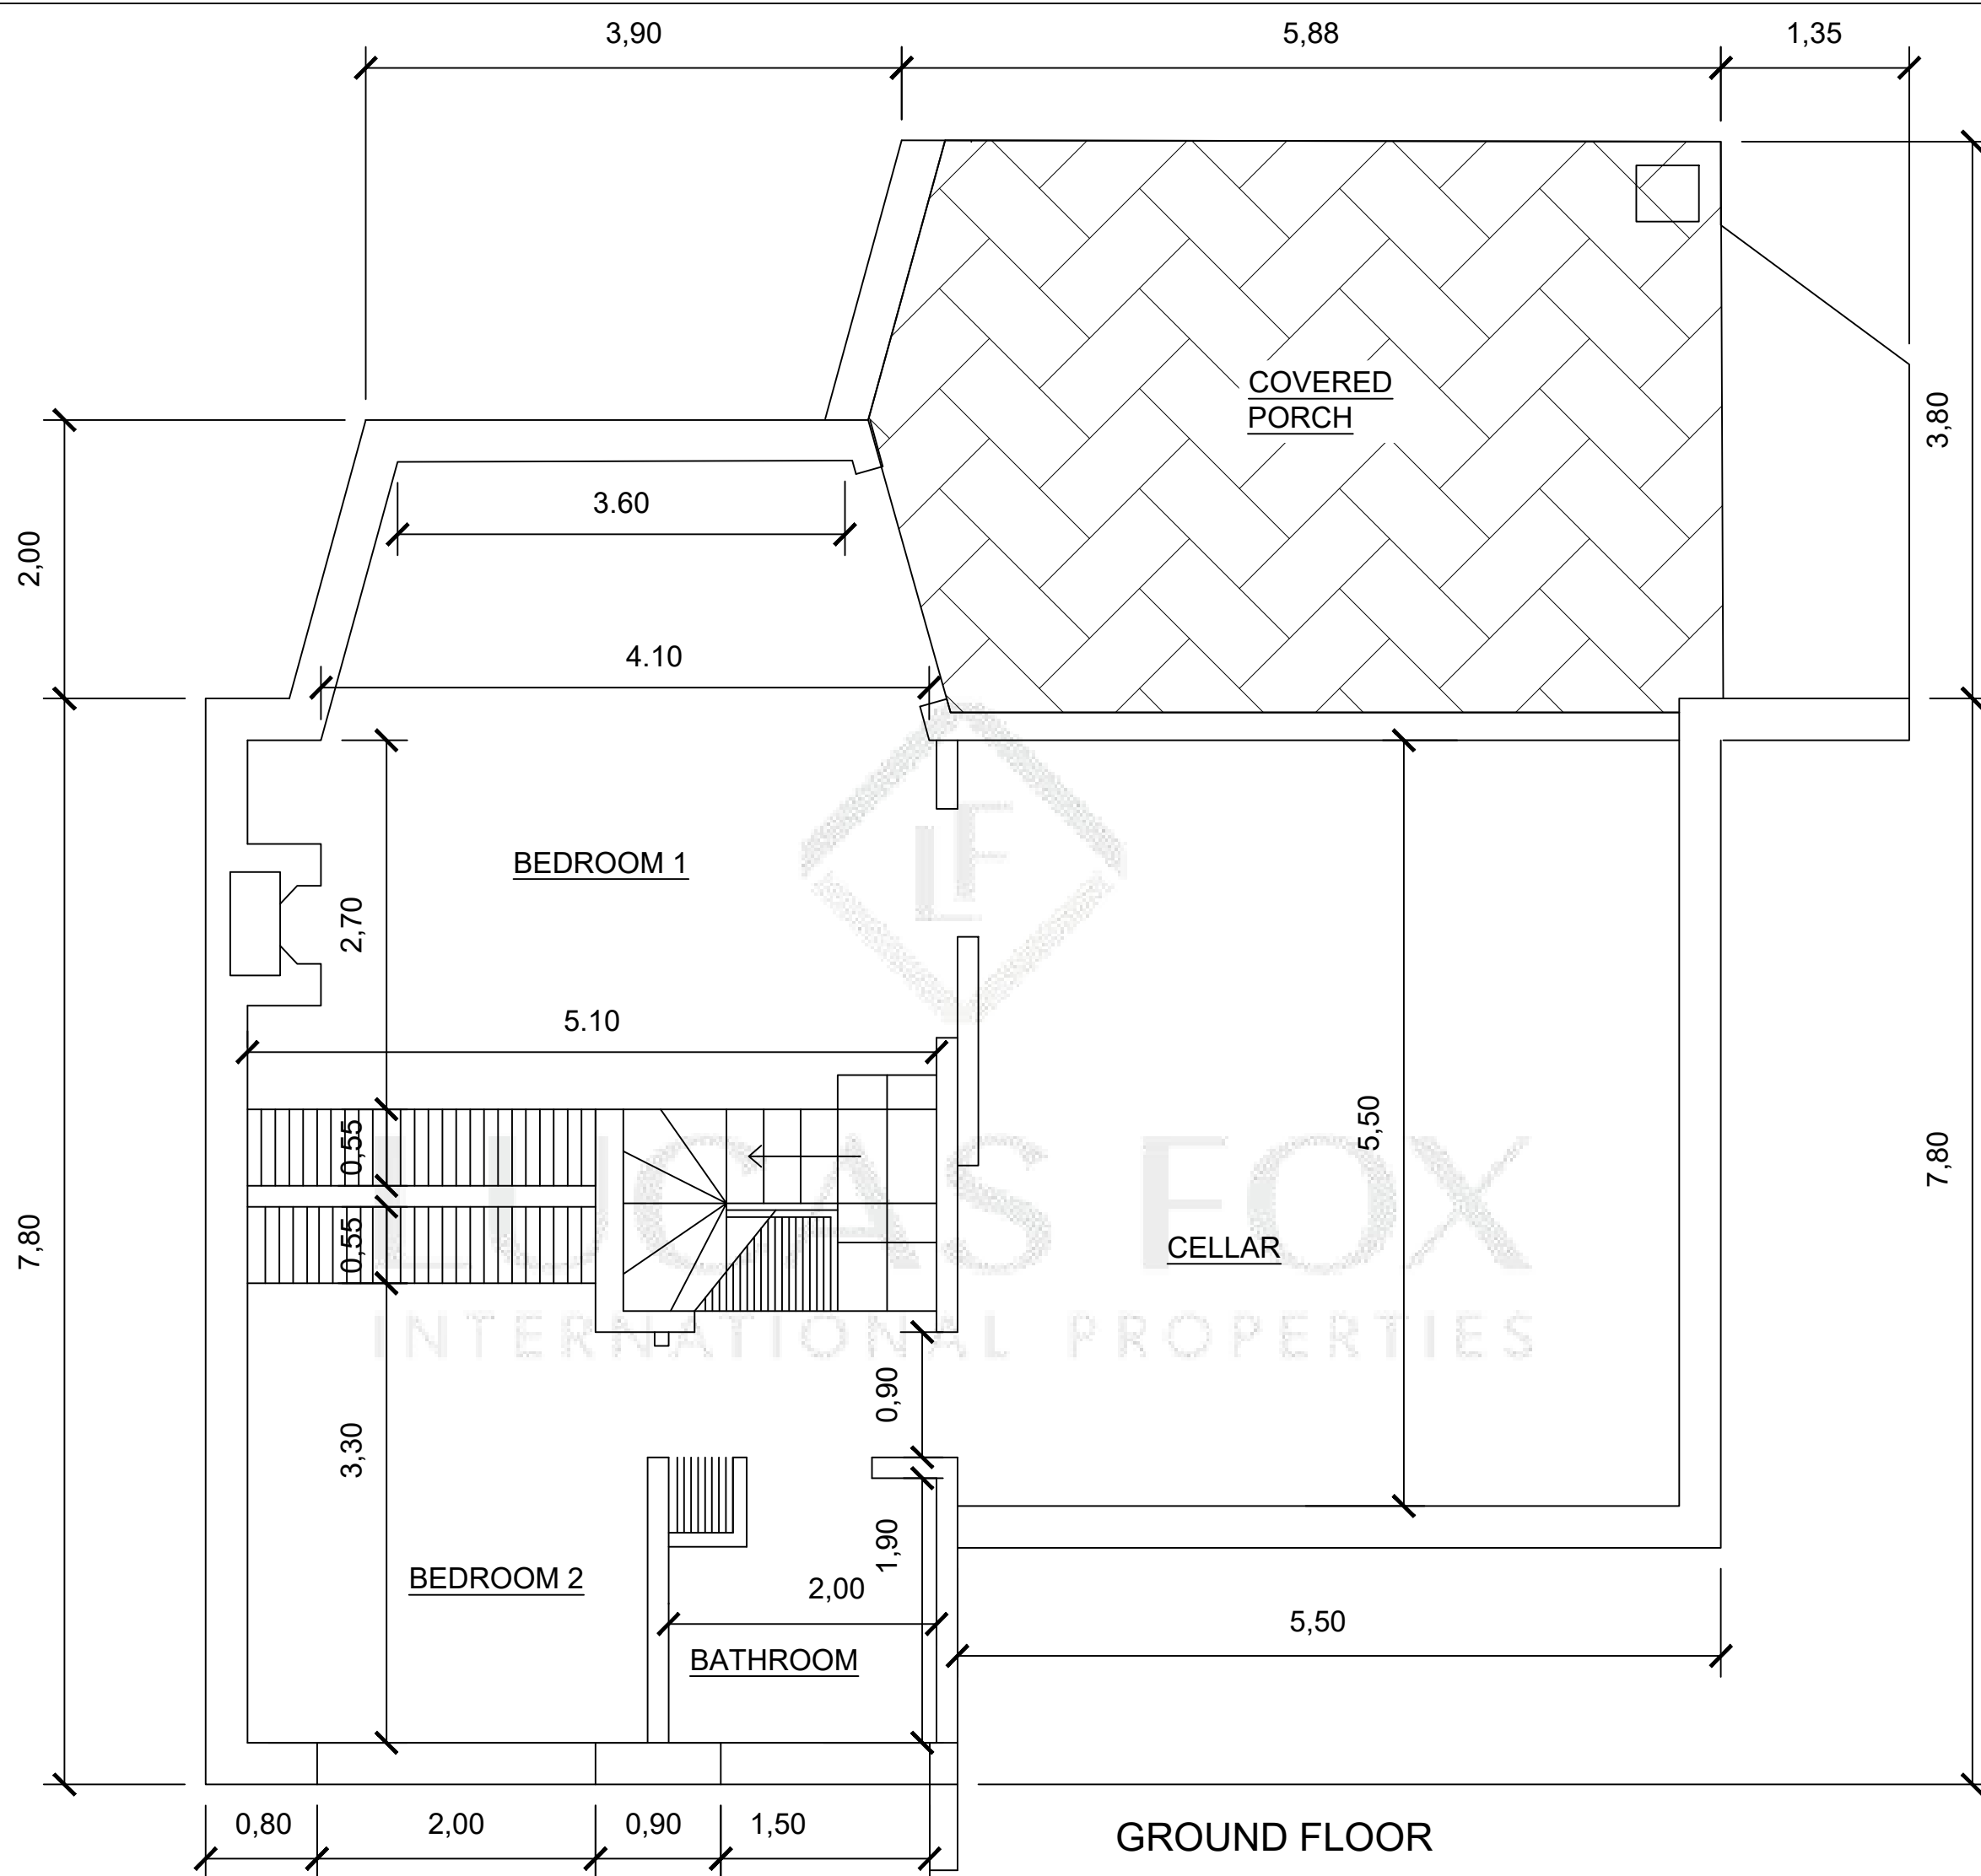 3,90
5,88
1,35
COVERED
PORCH
3,80
2,00
3.60
4.10
BEDROOM 1
LF
2,70
5.10
0,55
5,50
7,80
LUCAS FOX
0,55
7,80
CELLAR
INTERNATIONAL PROPERTIES
0,90
3,30
1,90
BEDROOM 2
2,00
5,50
BATHROOM
0,80
2,00
0,90
1,50
GROUND FLOOR